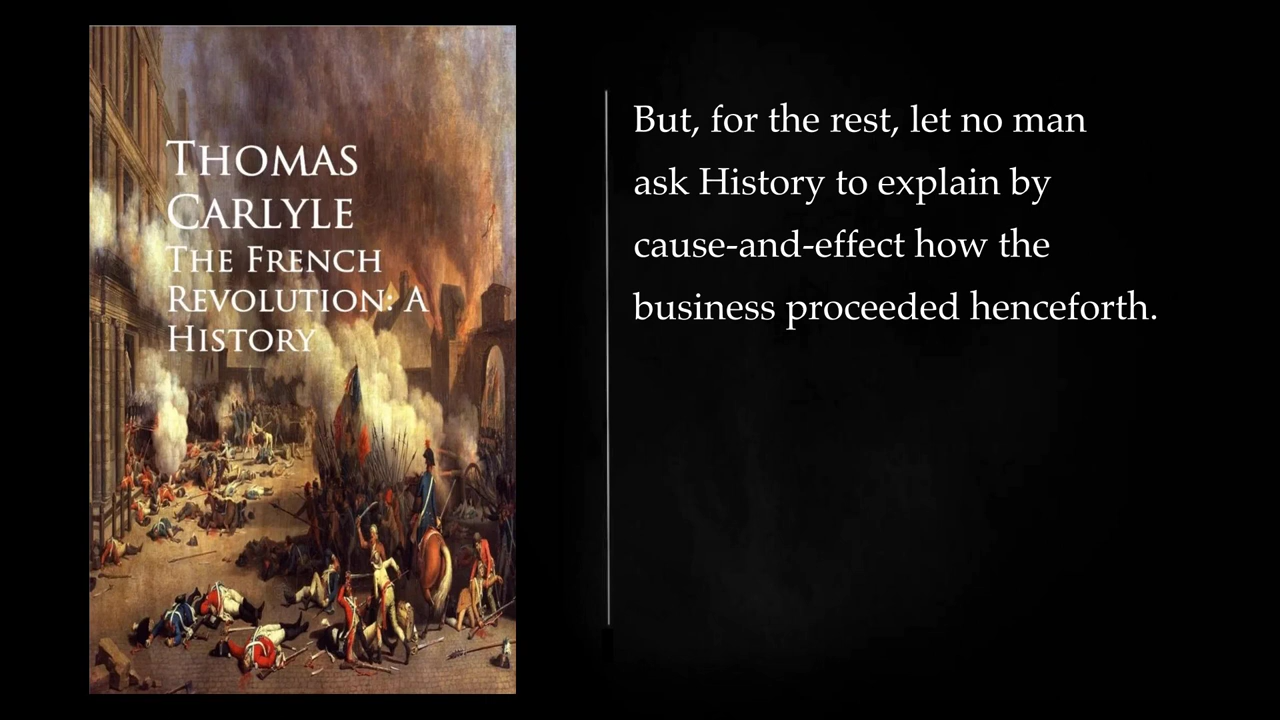 THOMAS
CARLYLE
THE FRENCH
REVOLUTION: A
HISTORY
But, for the rest, let no man
ask History to explain by
cause-and-effect how the
business proceeded henceforth.